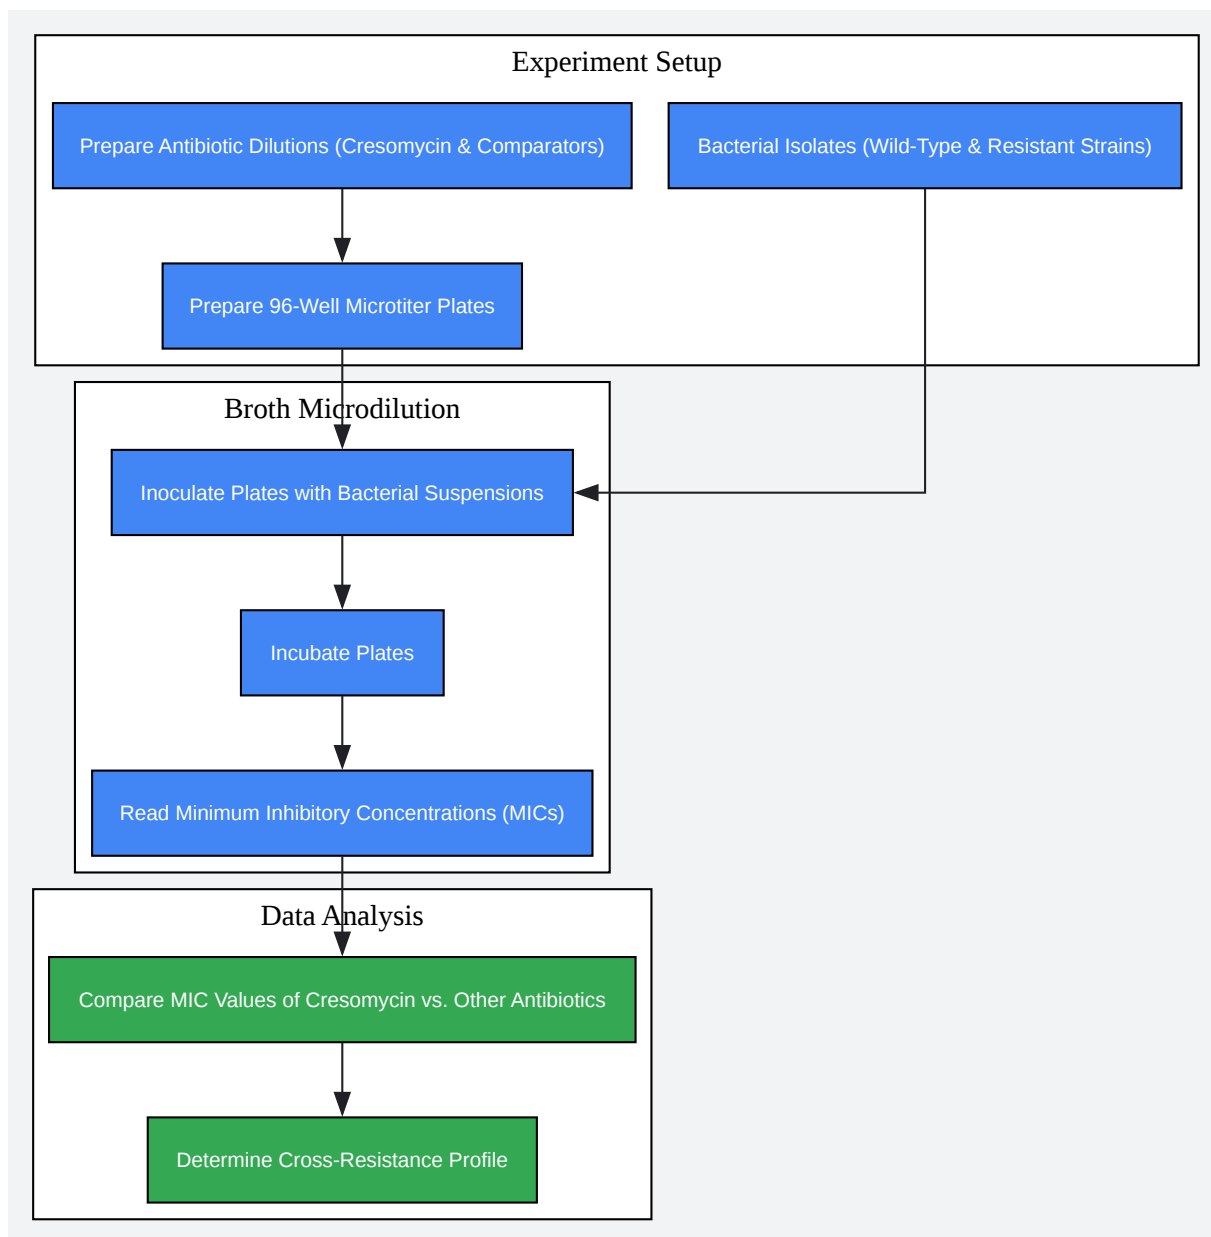 Experiment Setup
Prepare Antibiotic Dilutions (Cresomycin & Comparators)
Bacterial Isolates (Wild-Type & Resistant Strains)
Prepare 96-Well Microtiter Plates
Broth Microdilution
Inoculate Plates with Bacterial Suspensions
Incubate Plates
Read Minimum Inhibitory Concentrations (MICs)
Data Analysis
Compare MIC Values of Cresomycin vs. Other Antibiotics
Determine Cross-Resistance Profile